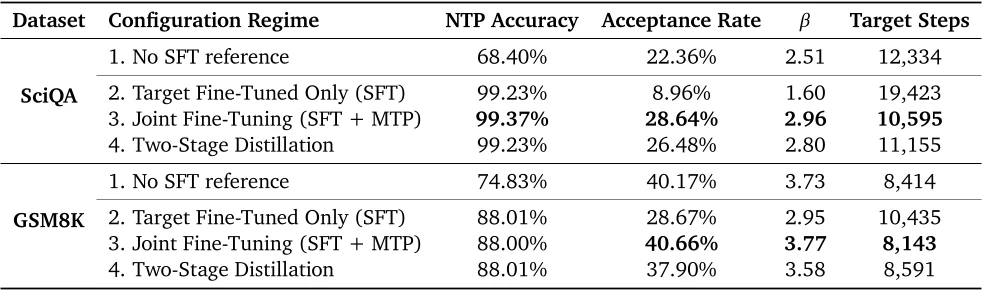 Dataset Configuration Regime NTP Accuracy Acceptance Rate β Target Steps
1. No SFT reference 68.40% 22.36% 2.51 12,334
SciQA
2. Target Fine-Tuned Only (SFT) 99.23% 8.96% 1.60 19,423
3. Joint Fine-Tuning (SFT + MTP) 99.37% 28.64% 2.96 10,595
4. Two-Stage Distillation 99.23% 26.48% 2.80 11,155
1. No SFT reference 74.83% 40.17% 3.73 8,414
GSM8K
2. Target Fine-Tuned Only (SFT) 88.01% 28.67% 2.95 10,435
3. Joint Fine-Tuning (SFT + MTP) 88.00% 40.66% 3.77 8,143
4. Two-Stage Distillation 88.01% 37.90% 3.58 8,591